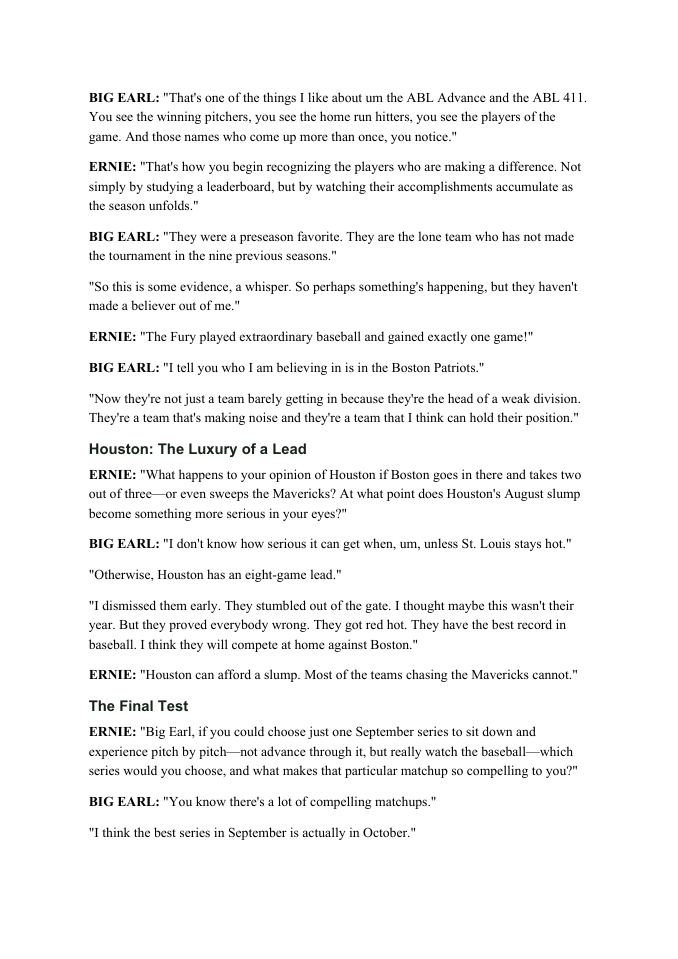 BIG EARL: "That's one of the things I like about um the ABL Advance and the ABL 411.
You see the winning pitchers, you see the home run hitters, you see the players of the
game. And those names who come up more than once, you notice."
ERNIE: "That's how you begin recognizing the players who are making a difference. Not
simply by studying a leaderboard, but by watching their accomplishments accumulate as
the season unfolds."
BIG EARL: "They were a preseason favorite. They are the lone team who has not made
the tournament in the nine previous seasons."
"So this is some evidence, a whisper. So perhaps something's happening, but they haven't
made a believer out of me."
ERNIE: "The Fury played extraordinary baseball and gained exactly one game!"
BIG EARL: "I tell you who I am believing in is in the Boston Patriots."
"Now they're not just a team barely getting in because they're the head of a weak division.
They're a team that's making noise and they're a team that I think can hold their position."
Houston: The Luxury of a Lead
ERNIE: "What happens to your opinion of Houston if Boston goes in there and takes two
out of three—or even sweeps the Mavericks? At what point does Houston's August slump
become something more serious in your eyes?"
BIG EARL: "I don't know how serious it can get when, um, unless St. Louis stays hot."
"Otherwise, Houston has an eight-game lead."
"I dismissed them early. They stumbled out of the gate. I thought maybe this wasn't their
year. But they proved everybody wrong. They got red hot. They have the best record in
baseball. I think they will compete at home against Boston."
ERNIE: "Houston can afford a slump. Most of the teams chasing the Mavericks cannot."
The Final Test
ERNIE: "Big Earl, if you could choose just one September series to sit down and
experience pitch by pitch—not advance through it, but really watch the baseball—which
series would you choose, and what makes that particular matchup so compelling to you?"
BIG EARL: "You know there's a lot of compelling matchups."
"I think the best series in September is actually in October."